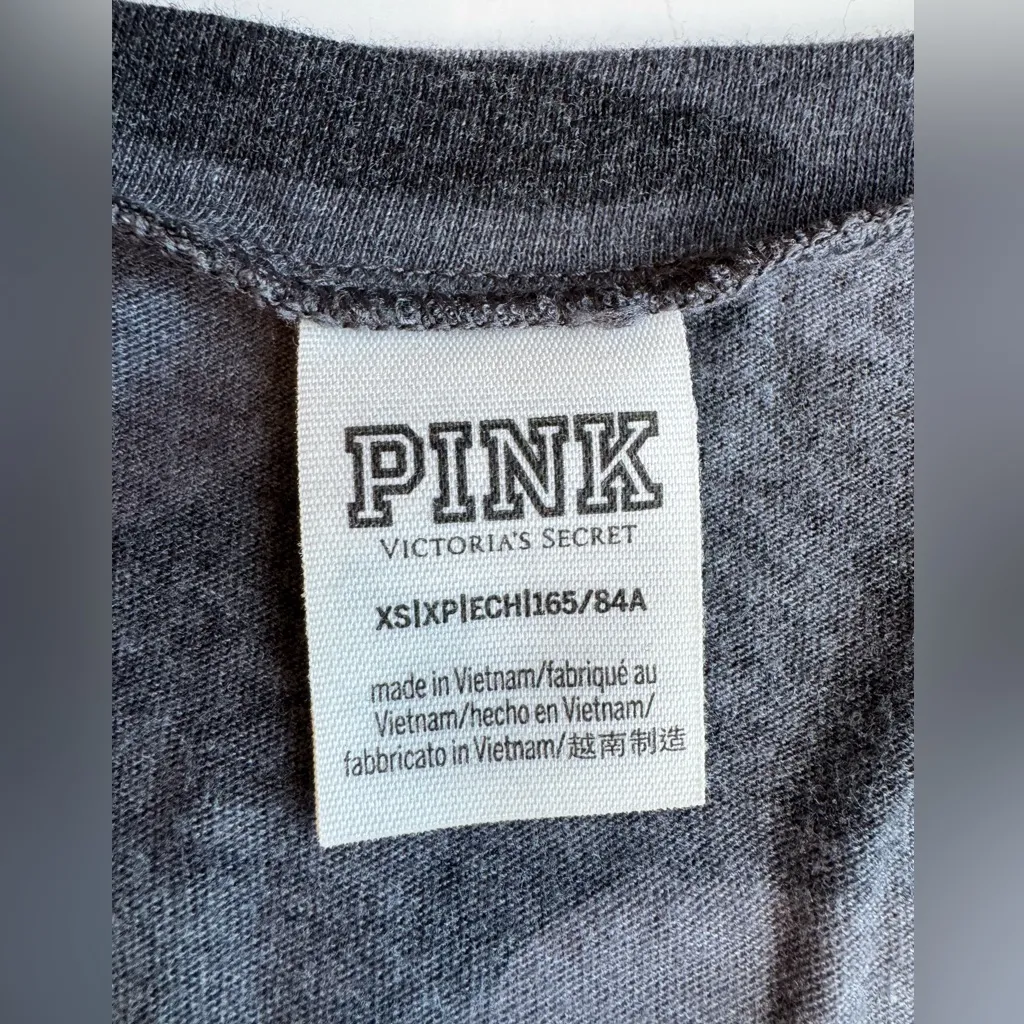 PINK
VICTORIA'S SECRET
XS|XP|ECH|165/84A
made in Vietnam/fabriqué au
Vietnam/hecho en Vietnam/
fabbricato in Vietnam/越南制造